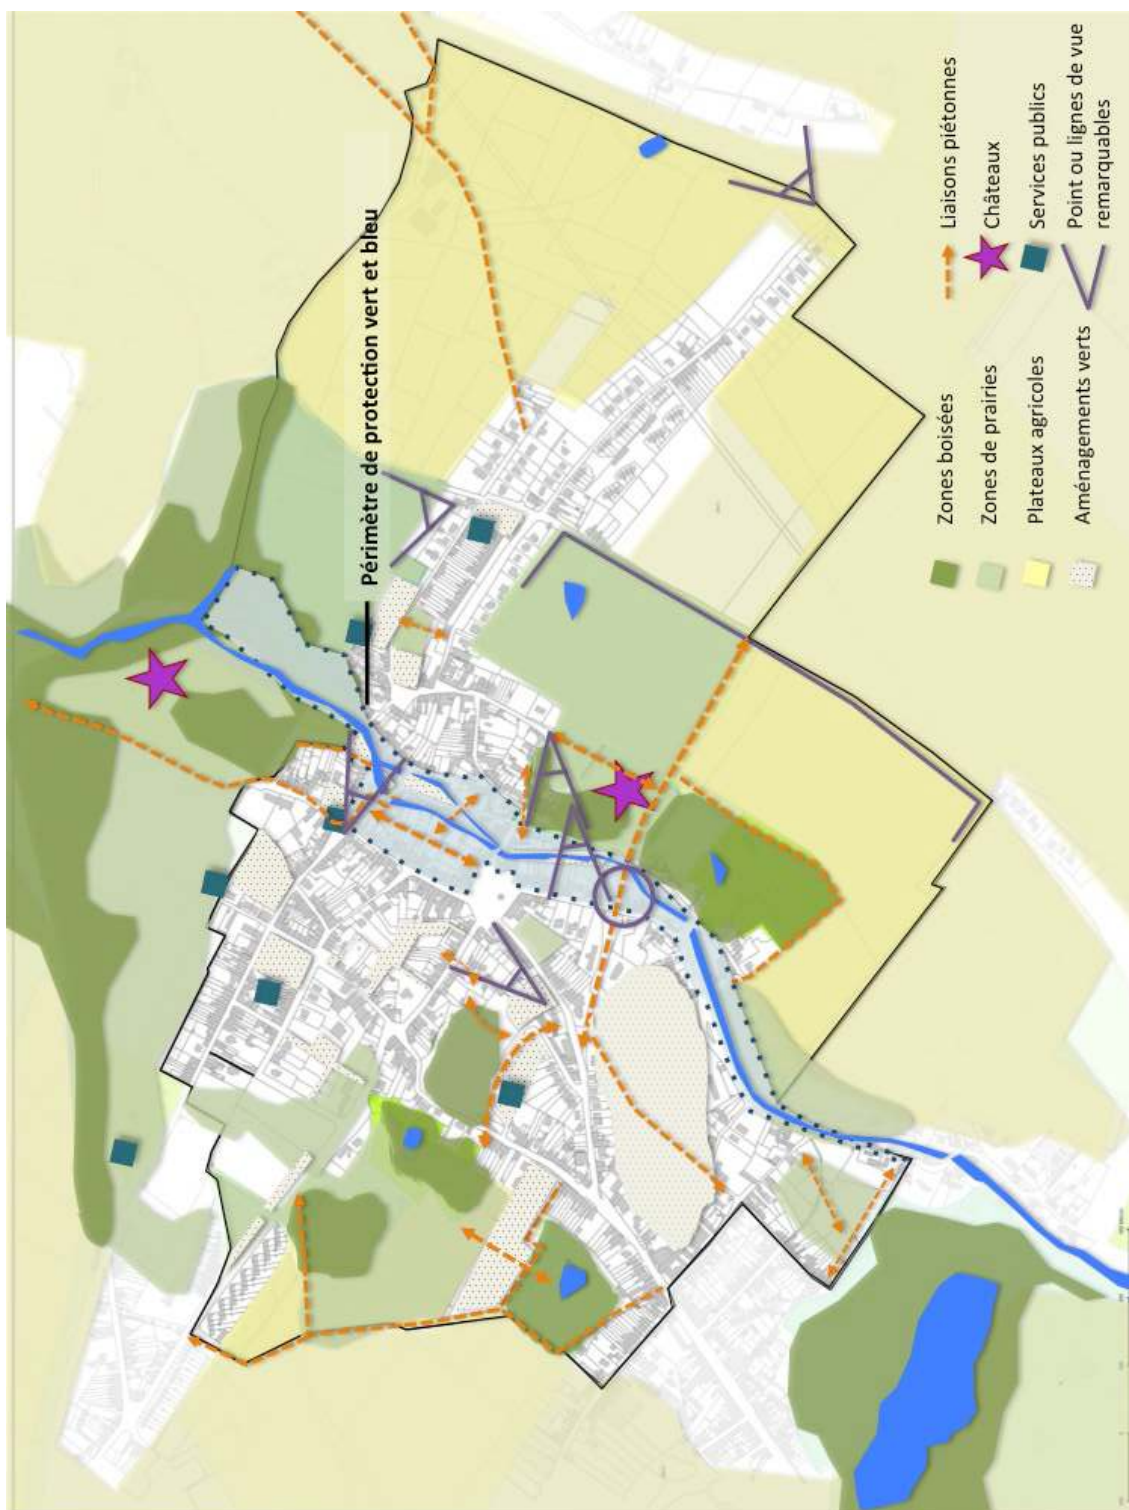 Périmètre de protection vert et bleu
Zones boisées
Zones de prairies
Plateaux agricoles
Aménagements verts
Liaisons piétonnes
Châteaux
Services publics
Point ou lignes de vue
remarquables